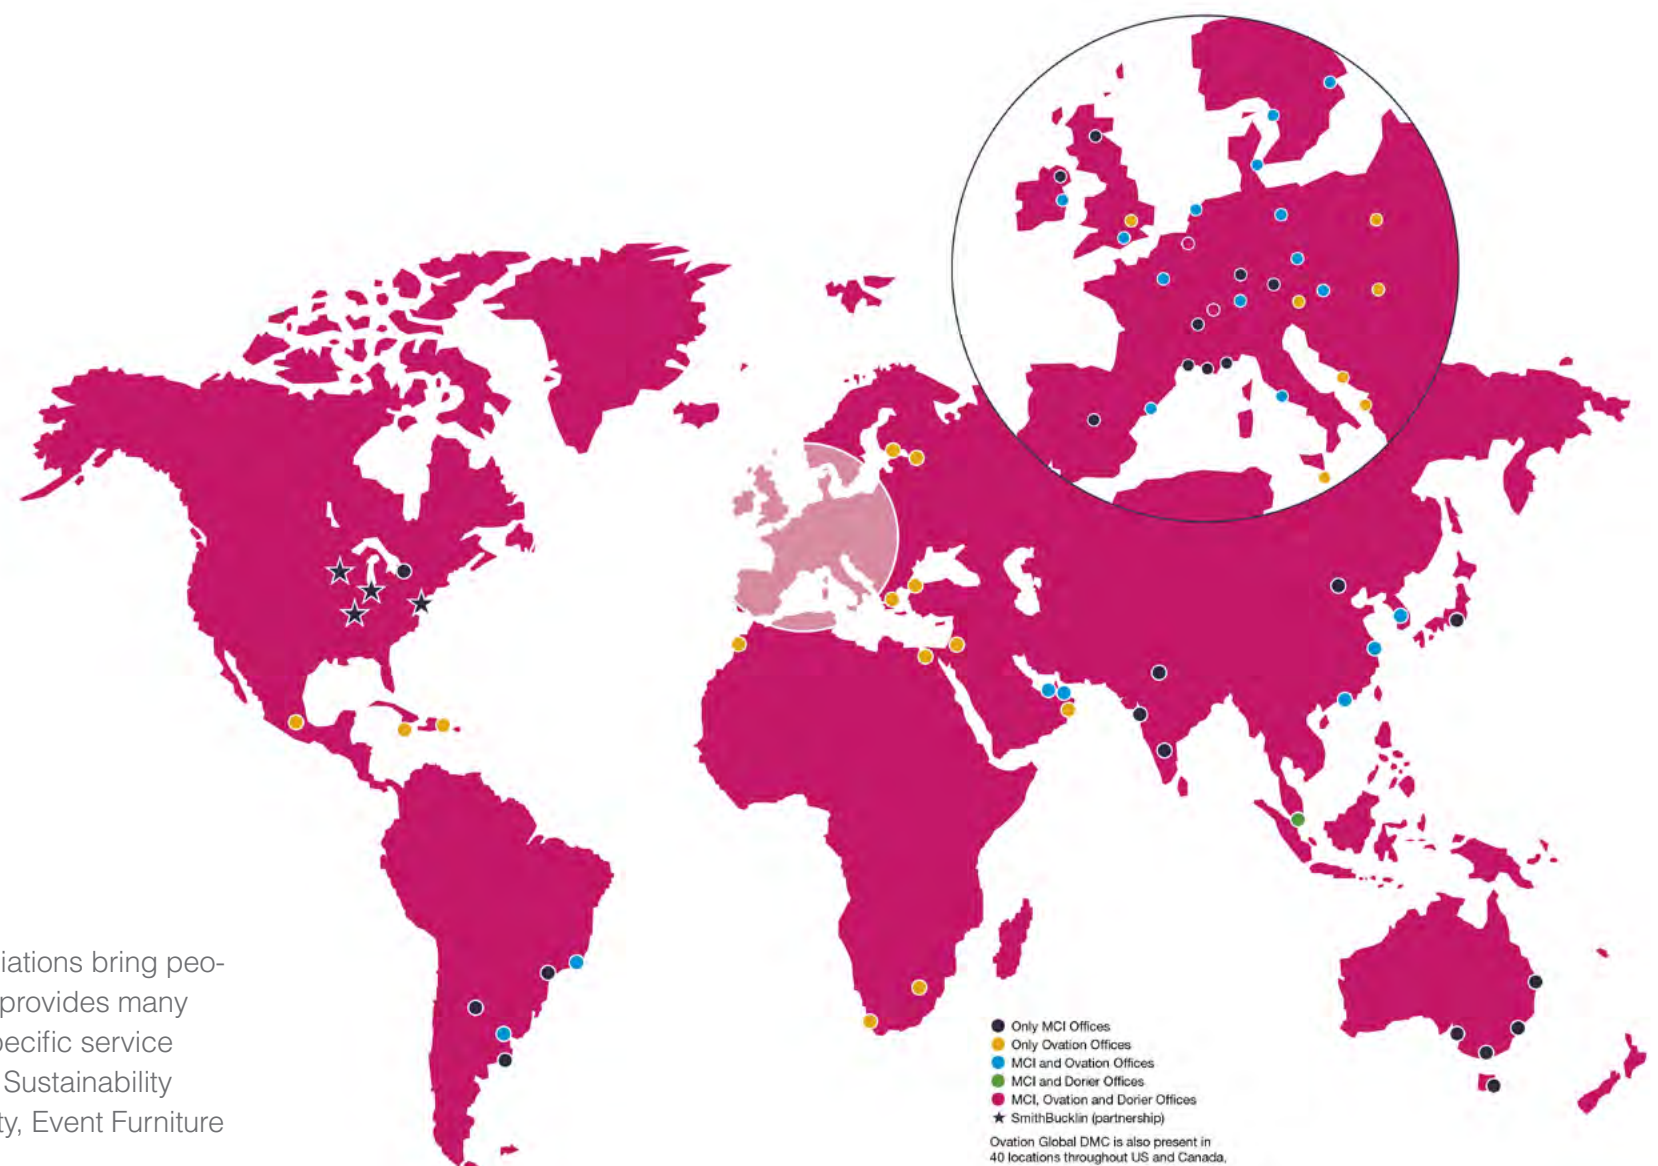 iations bring peo-
provides many
pecific service
Sustainability
ty, Event Furniture
Only MCI Offices
Only Ovation Offices
MCI and Ovation Offices
MCI and Dorier Offices
MCI, Ovation and Dorier Offices
SmithBucklin (partnership)
Ovation Global DMC is also present in
40 locations throughout US and Canada,